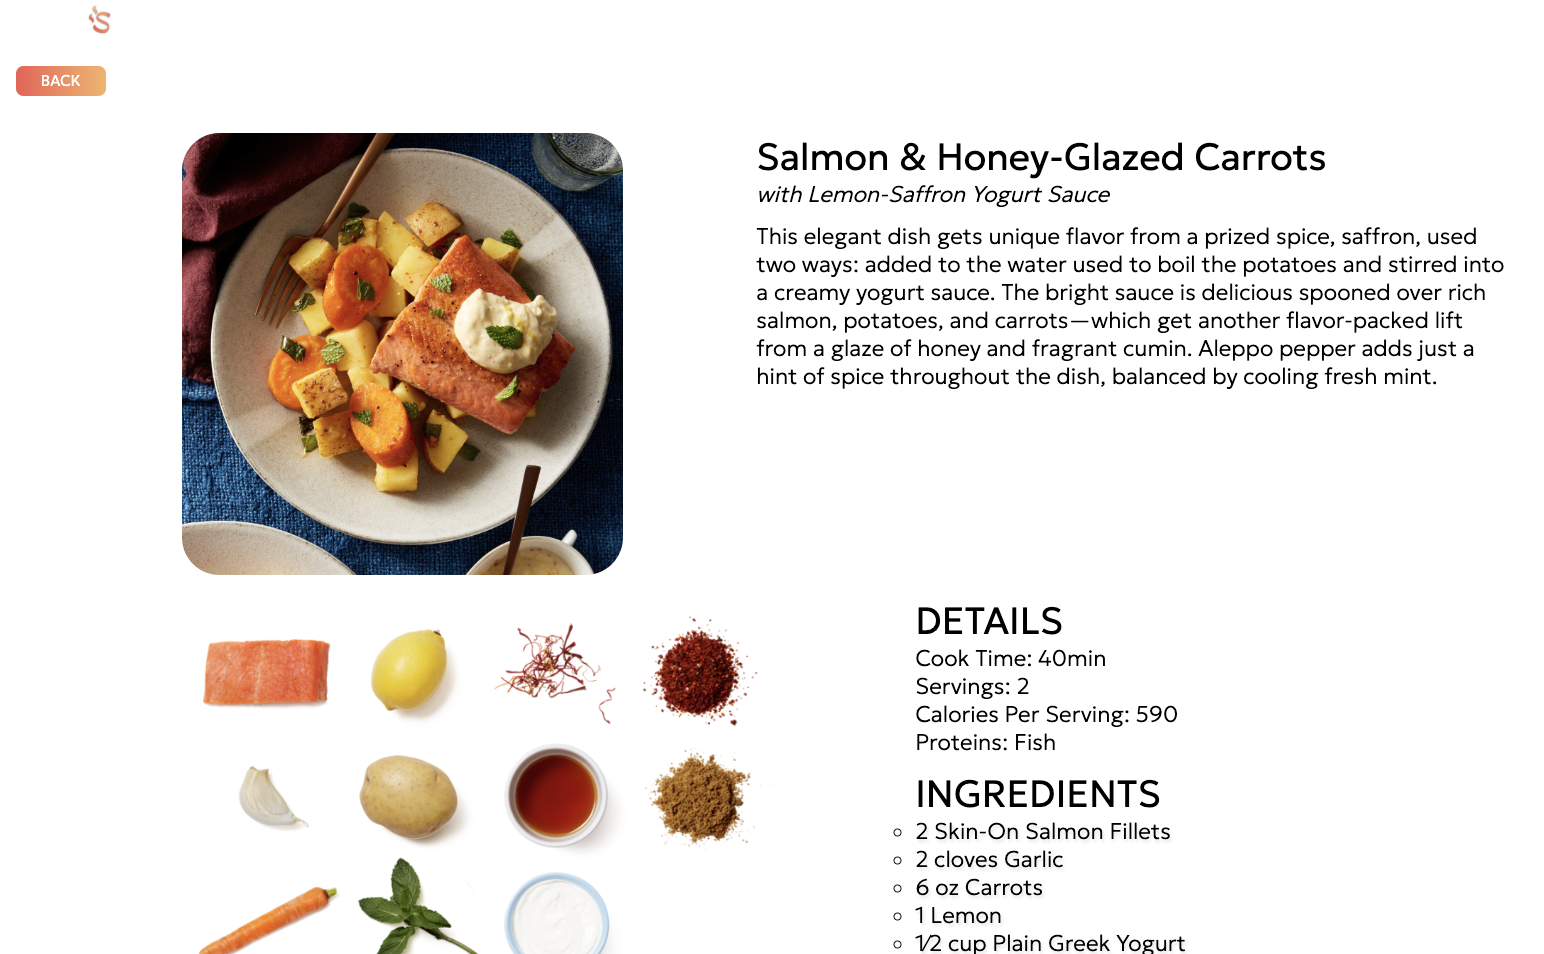 S
BACK
Salmon & Honey-Glazed Carrots
with Lemon-Saffron Yogurt Sauce
This elegant dish gets unique flavor from a prized spice, saffron, used
two ways: added to the water used to boil the potatoes and stirred into
a creamy yogurt sauce. The bright sauce is delicious spooned over rich
salmon, potatoes, and carrots—which get another flavor-packed lift
from a glaze of honey and fragrant cumin. Aleppo pepper adds just a
hint of spice throughout the dish, balanced by cooling fresh mint.
DETAILS
Cook Time: 40min
Servings: 2
Calories Per Serving: 590
Proteins: Fish
INGREDIENTS
2 Skin-On Salmon Fillets
2 cloves Garlic
6 oz Carrots
1 Lemon
1/2 cup Plain Greek Yogurt